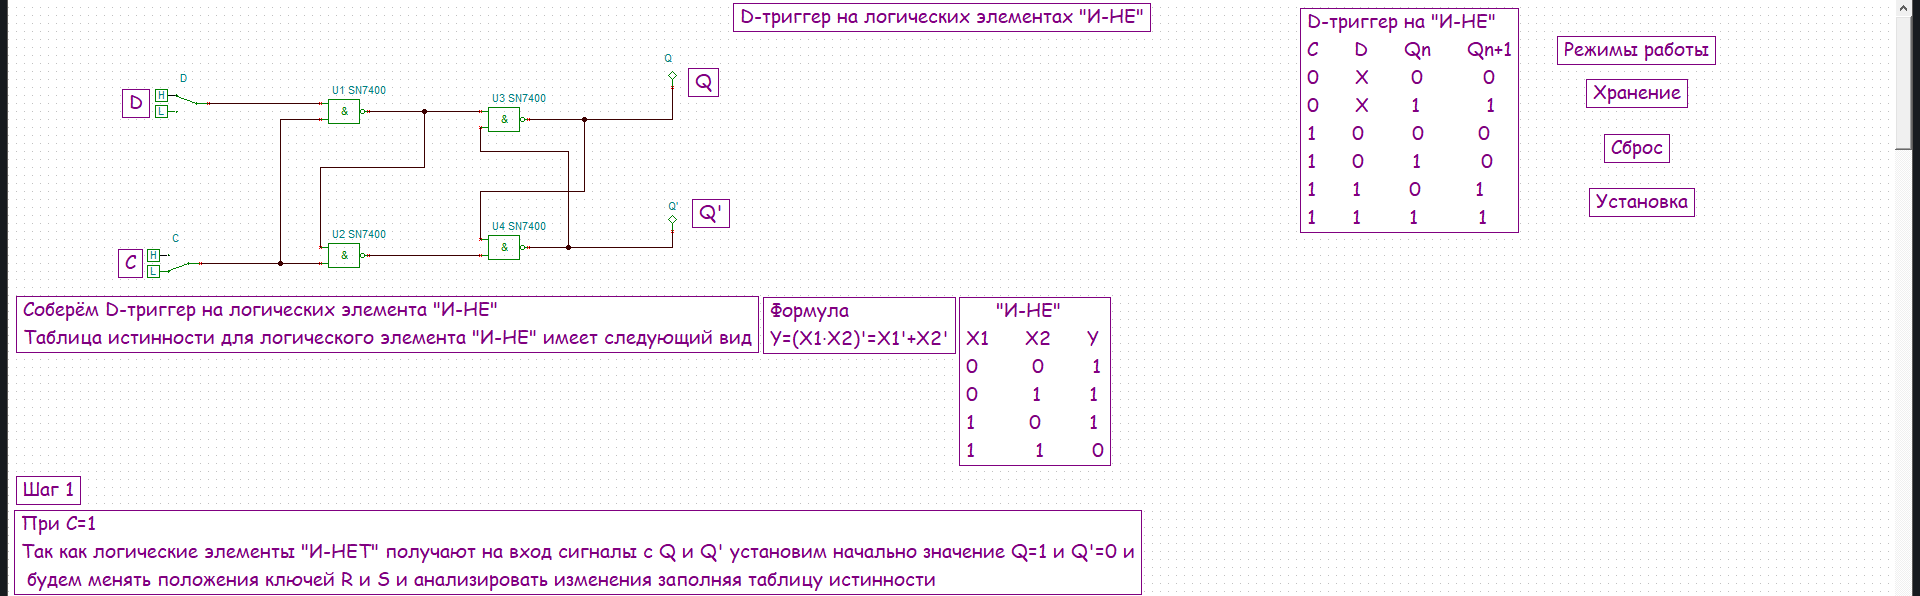 D-триггер на логических элементах "И-НЕ"
D
H
L
D
C
H
L
C
U1 SN7400
&
U2 SN7400
&
U3 SN7400
&
U4 SN7400
&
Q
Q
Q'
Q'
D-триггер на "И-НЕ"
C D Qn Qn+1
0 X 0 0
0 X 1 1
1 0 0 0
1 0 1 0
1 1 0 1
1 1 1 1
Режимы работы
Хранение
Сброс
Установка
Соберём D-триггер на логических элемента "И-НЕ"
Таблица истинности для логического элемента "И-НЕ" имеет следующий вид
Формула
Y=(X1·X2)'=X1'+X2'
"И-НЕ"
X1 X2 Y
0 0 1
0 1 1
1 0 1
1 1 0
Шаг 1
При C=1
Так как логические элементы "И-НЕТ" получают на вход сигналы с Q и Q' установим начально значение Q=1 и Q'=0 и
будем менять положения ключей R и S и анализировать изменения заполняя таблицу истинности